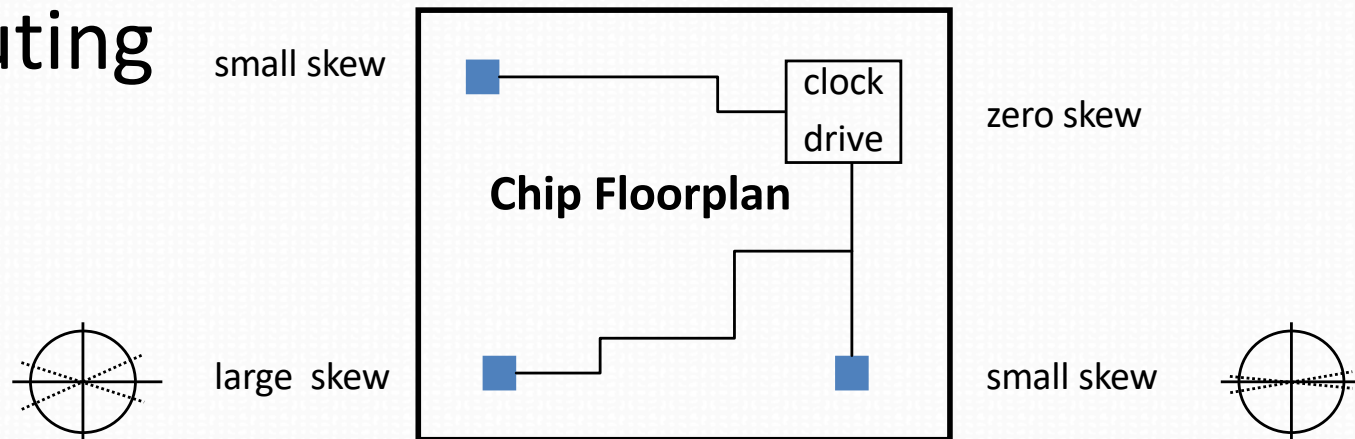 uting
small skew
clock
drive
zero skew
Chip Floorplan
large skew
small skew